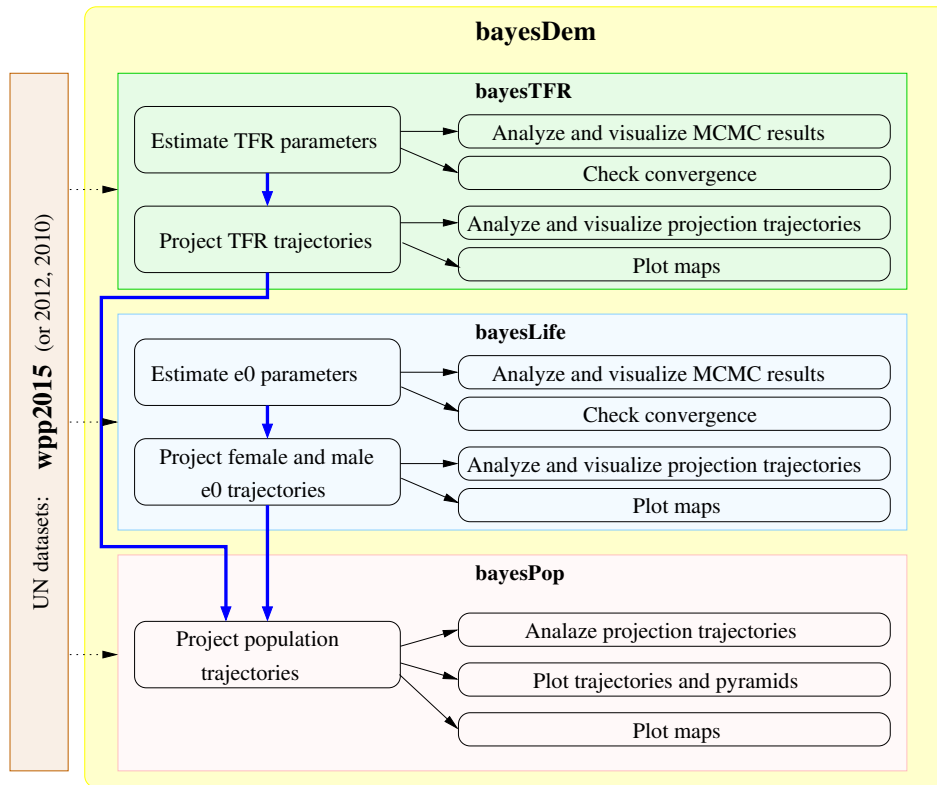 bayesDem
UN datasets: wpp2015 (or 2012, 2010)
bayesTFR
Estimate TFR parameters
Analyze and visualize MCMC results
Check convergence
Project TFR trajectories
Analyze and visualize projection trajectories
Plot maps
bayesLife
Estimate e0 parameters
Analyze and visualize MCMC results
Check convergence
Project female and male
e0 trajectories
Analyze and visualize projection trajectories
Plot maps
bayesPop
Project population
trajectories
Analaze projection trajectories
Plot trajectories and pyramids
Plot maps